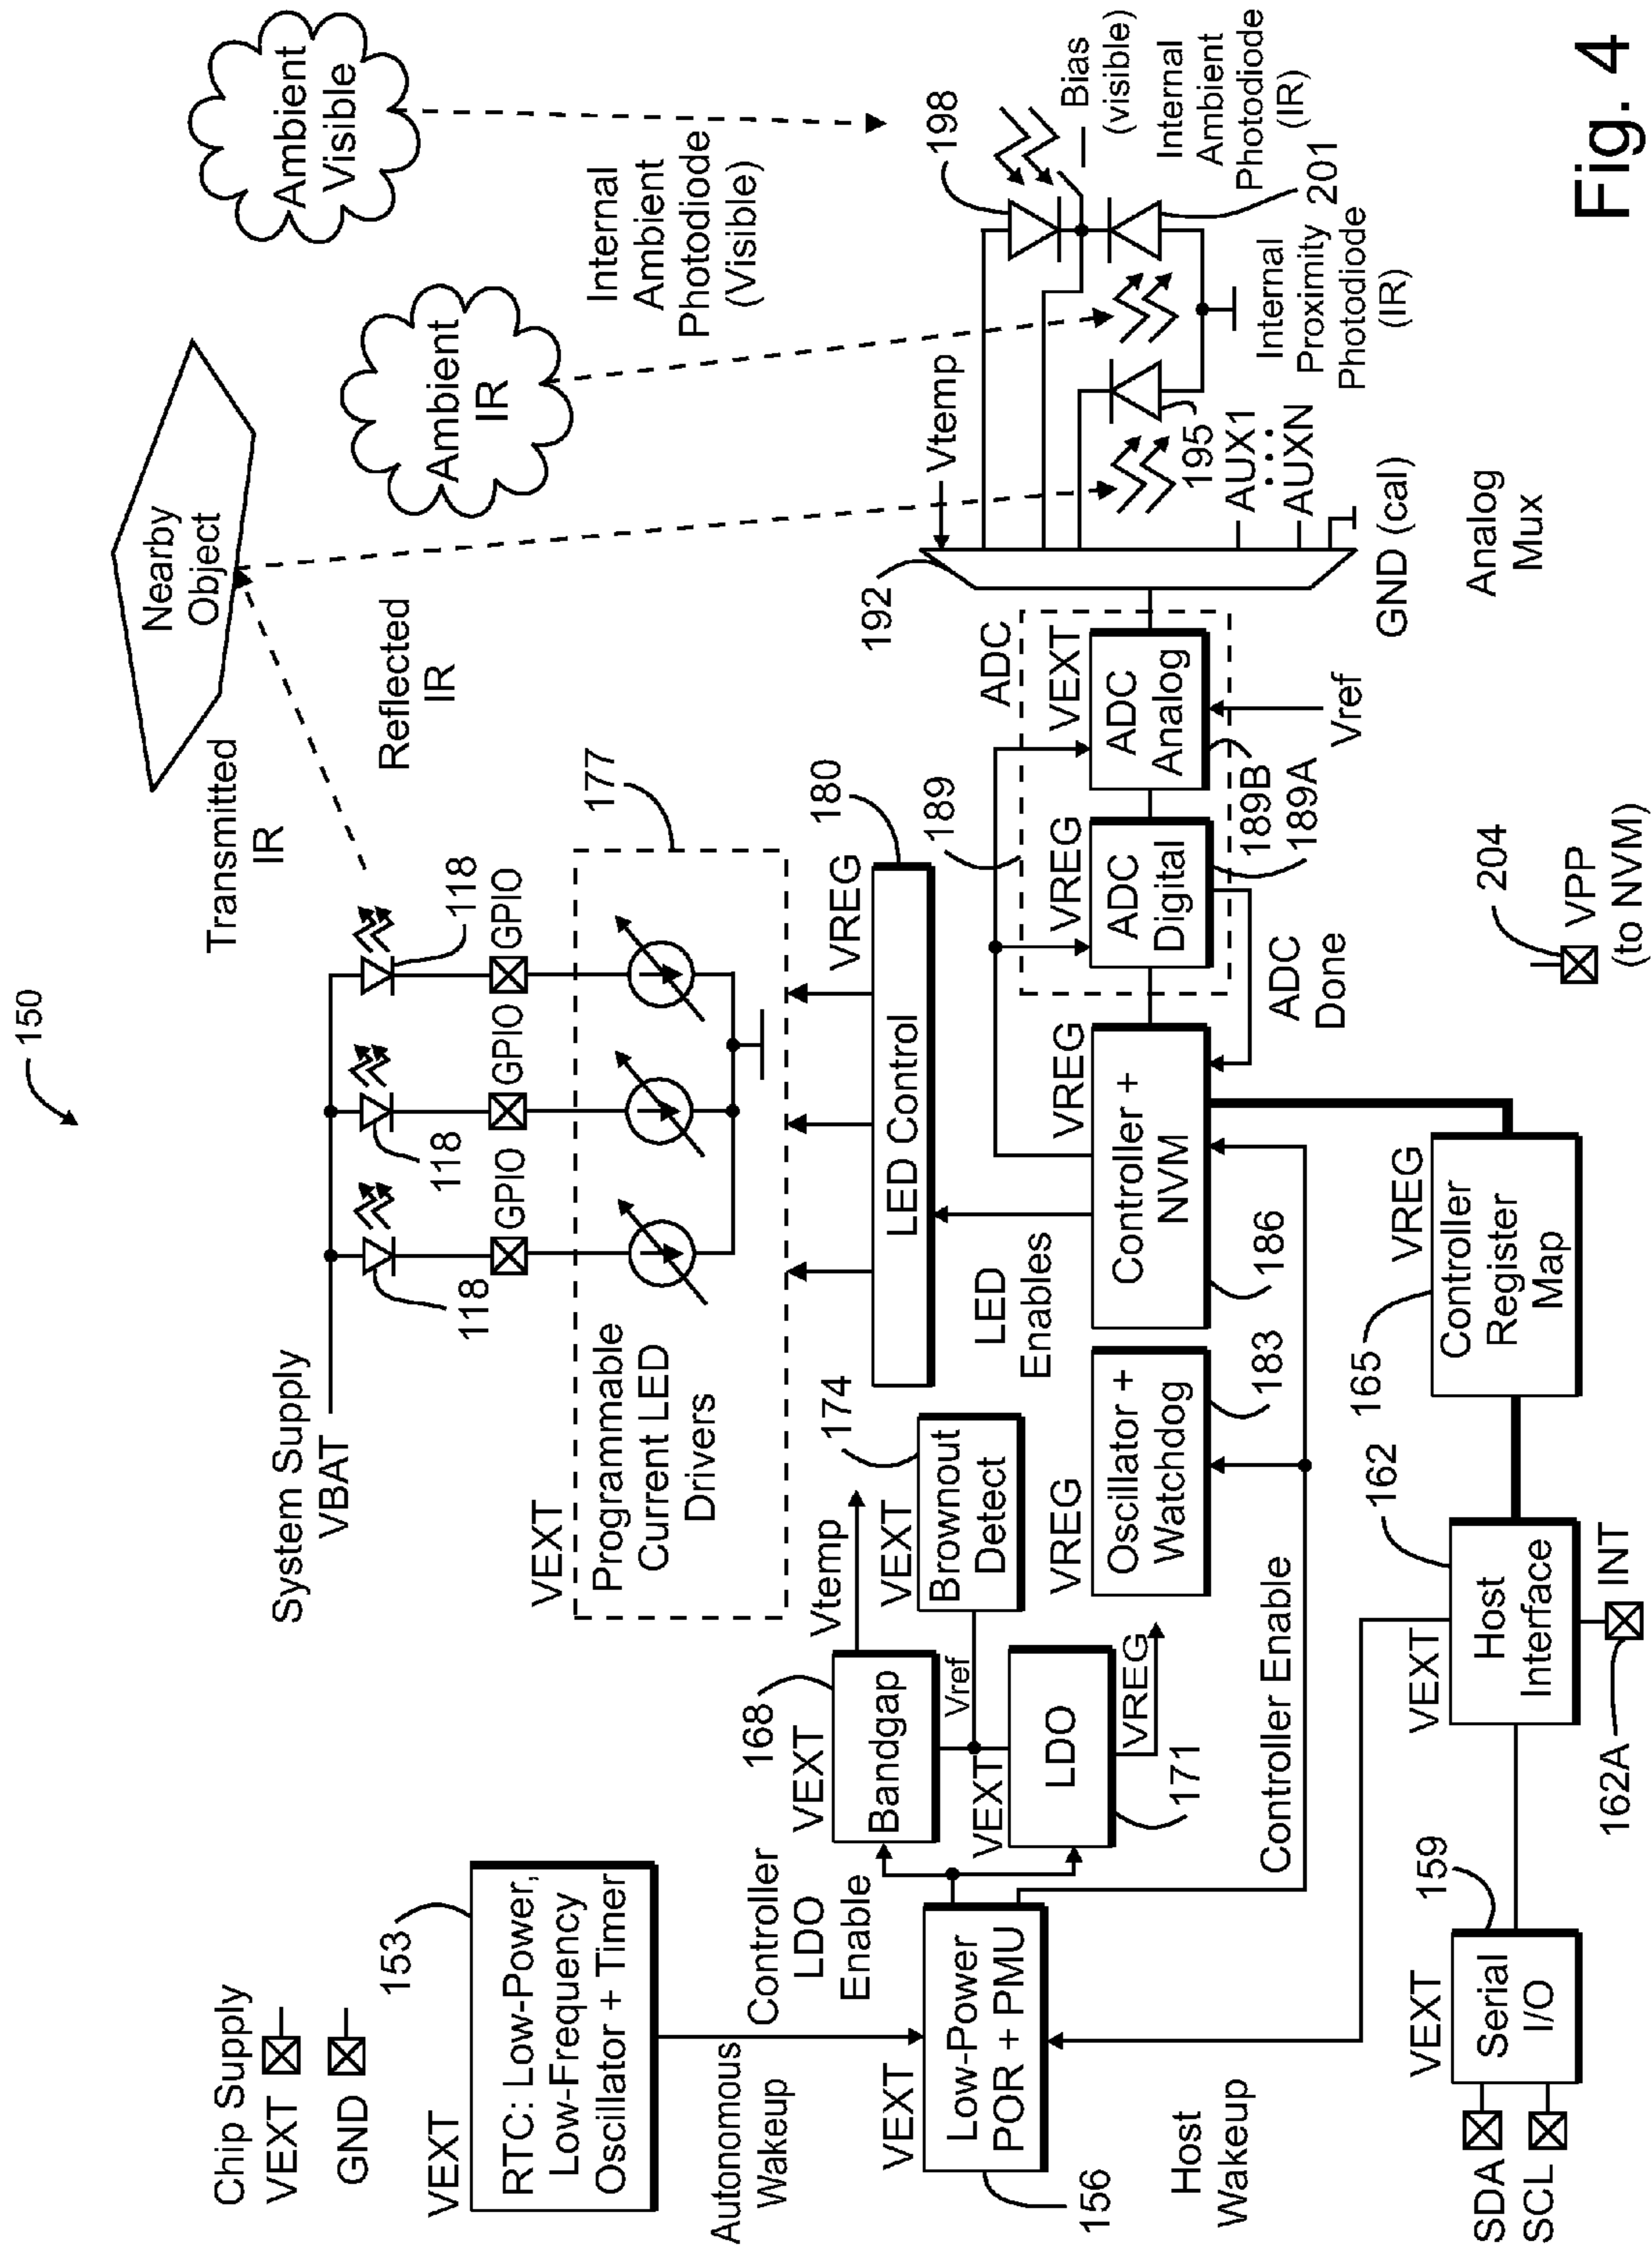 150
Chip Supply
VEXT
GND
VEXT
153
RTC: Low-Power,
Low-Frequency
Oscillator + Timer
Autonomous
Wakeup
Controller
LDO
Enable
VEXT
Low-Power
POR + PMU
156
Host
Wakeup
SDA
SCL
VEXT
Serial
I/O
159
VEXT
Host
Interface
162
162A
INT
165
VREG
Controller
Register
Map
168
VEXT
Bandgap
Vtemp
Vref
VEXT
LDO
VREG
171
174
VEXT
Brownout
Detect
Controller Enable
VREG
Oscillator +
Watchdog
183
System Supply
VBAT
118
118
118
GPIO
GPIO
GPIO
VEXT
Programmable
Current LED
Drivers
177
180
VREG
LED Control
LED
Enables
VREG
Controller +
NVM
186
189
ADC
VREG
ADC
Digital
VEXT
ADC
Analog
189B
189A
ADC
Done
Vref
Transmitted
IR
Nearby
Object
Reflected
IR
Ambient
IR
Ambient
Visible
Internal
Ambient
Photodiode
(Visible)
192
Vtemp
198
Bias
(visible)
Internal
Ambient
Photodiode
(IR)
201
Internal
Proximity
Photodiode
(IR)
195
AUX1
AUXN
GND (cal)
Analog
Mux
204
VPP
(to NVM)
Fig. 4